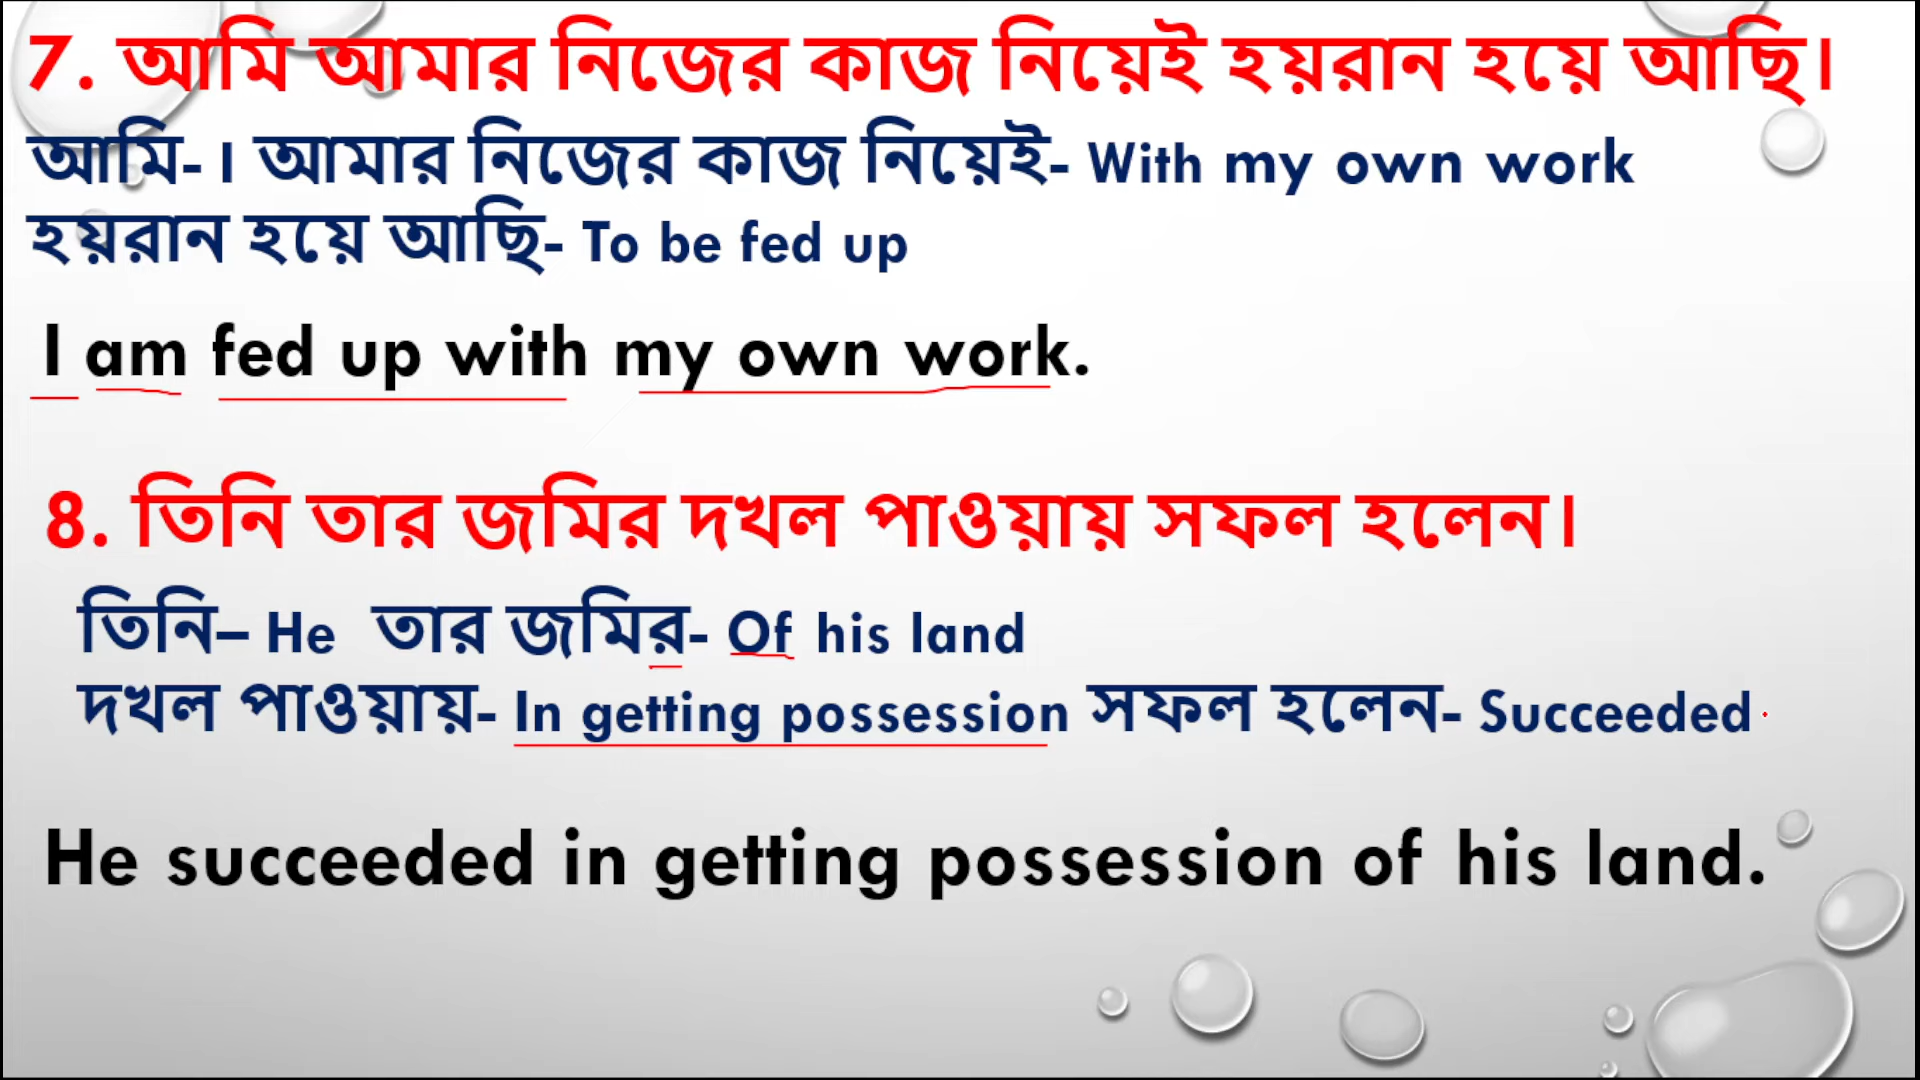 7. আমি আমার নিজের কাজ নিয়েই হয়রান হয়ে আছি।
আমি- I আমার নিজের কাজ নিয়েই- With my own work
হয়রান হয়ে আছি- To be fed up
I am fed up with my own work.
8. তিনি তার জমির দখল পাওয়ায় সফল হলেন।
তিনি– He তার জমির- Of his land
দখল পাওয়ায়- In getting possession সফল হলেন- Succeeded
He succeeded in getting possession of his land.